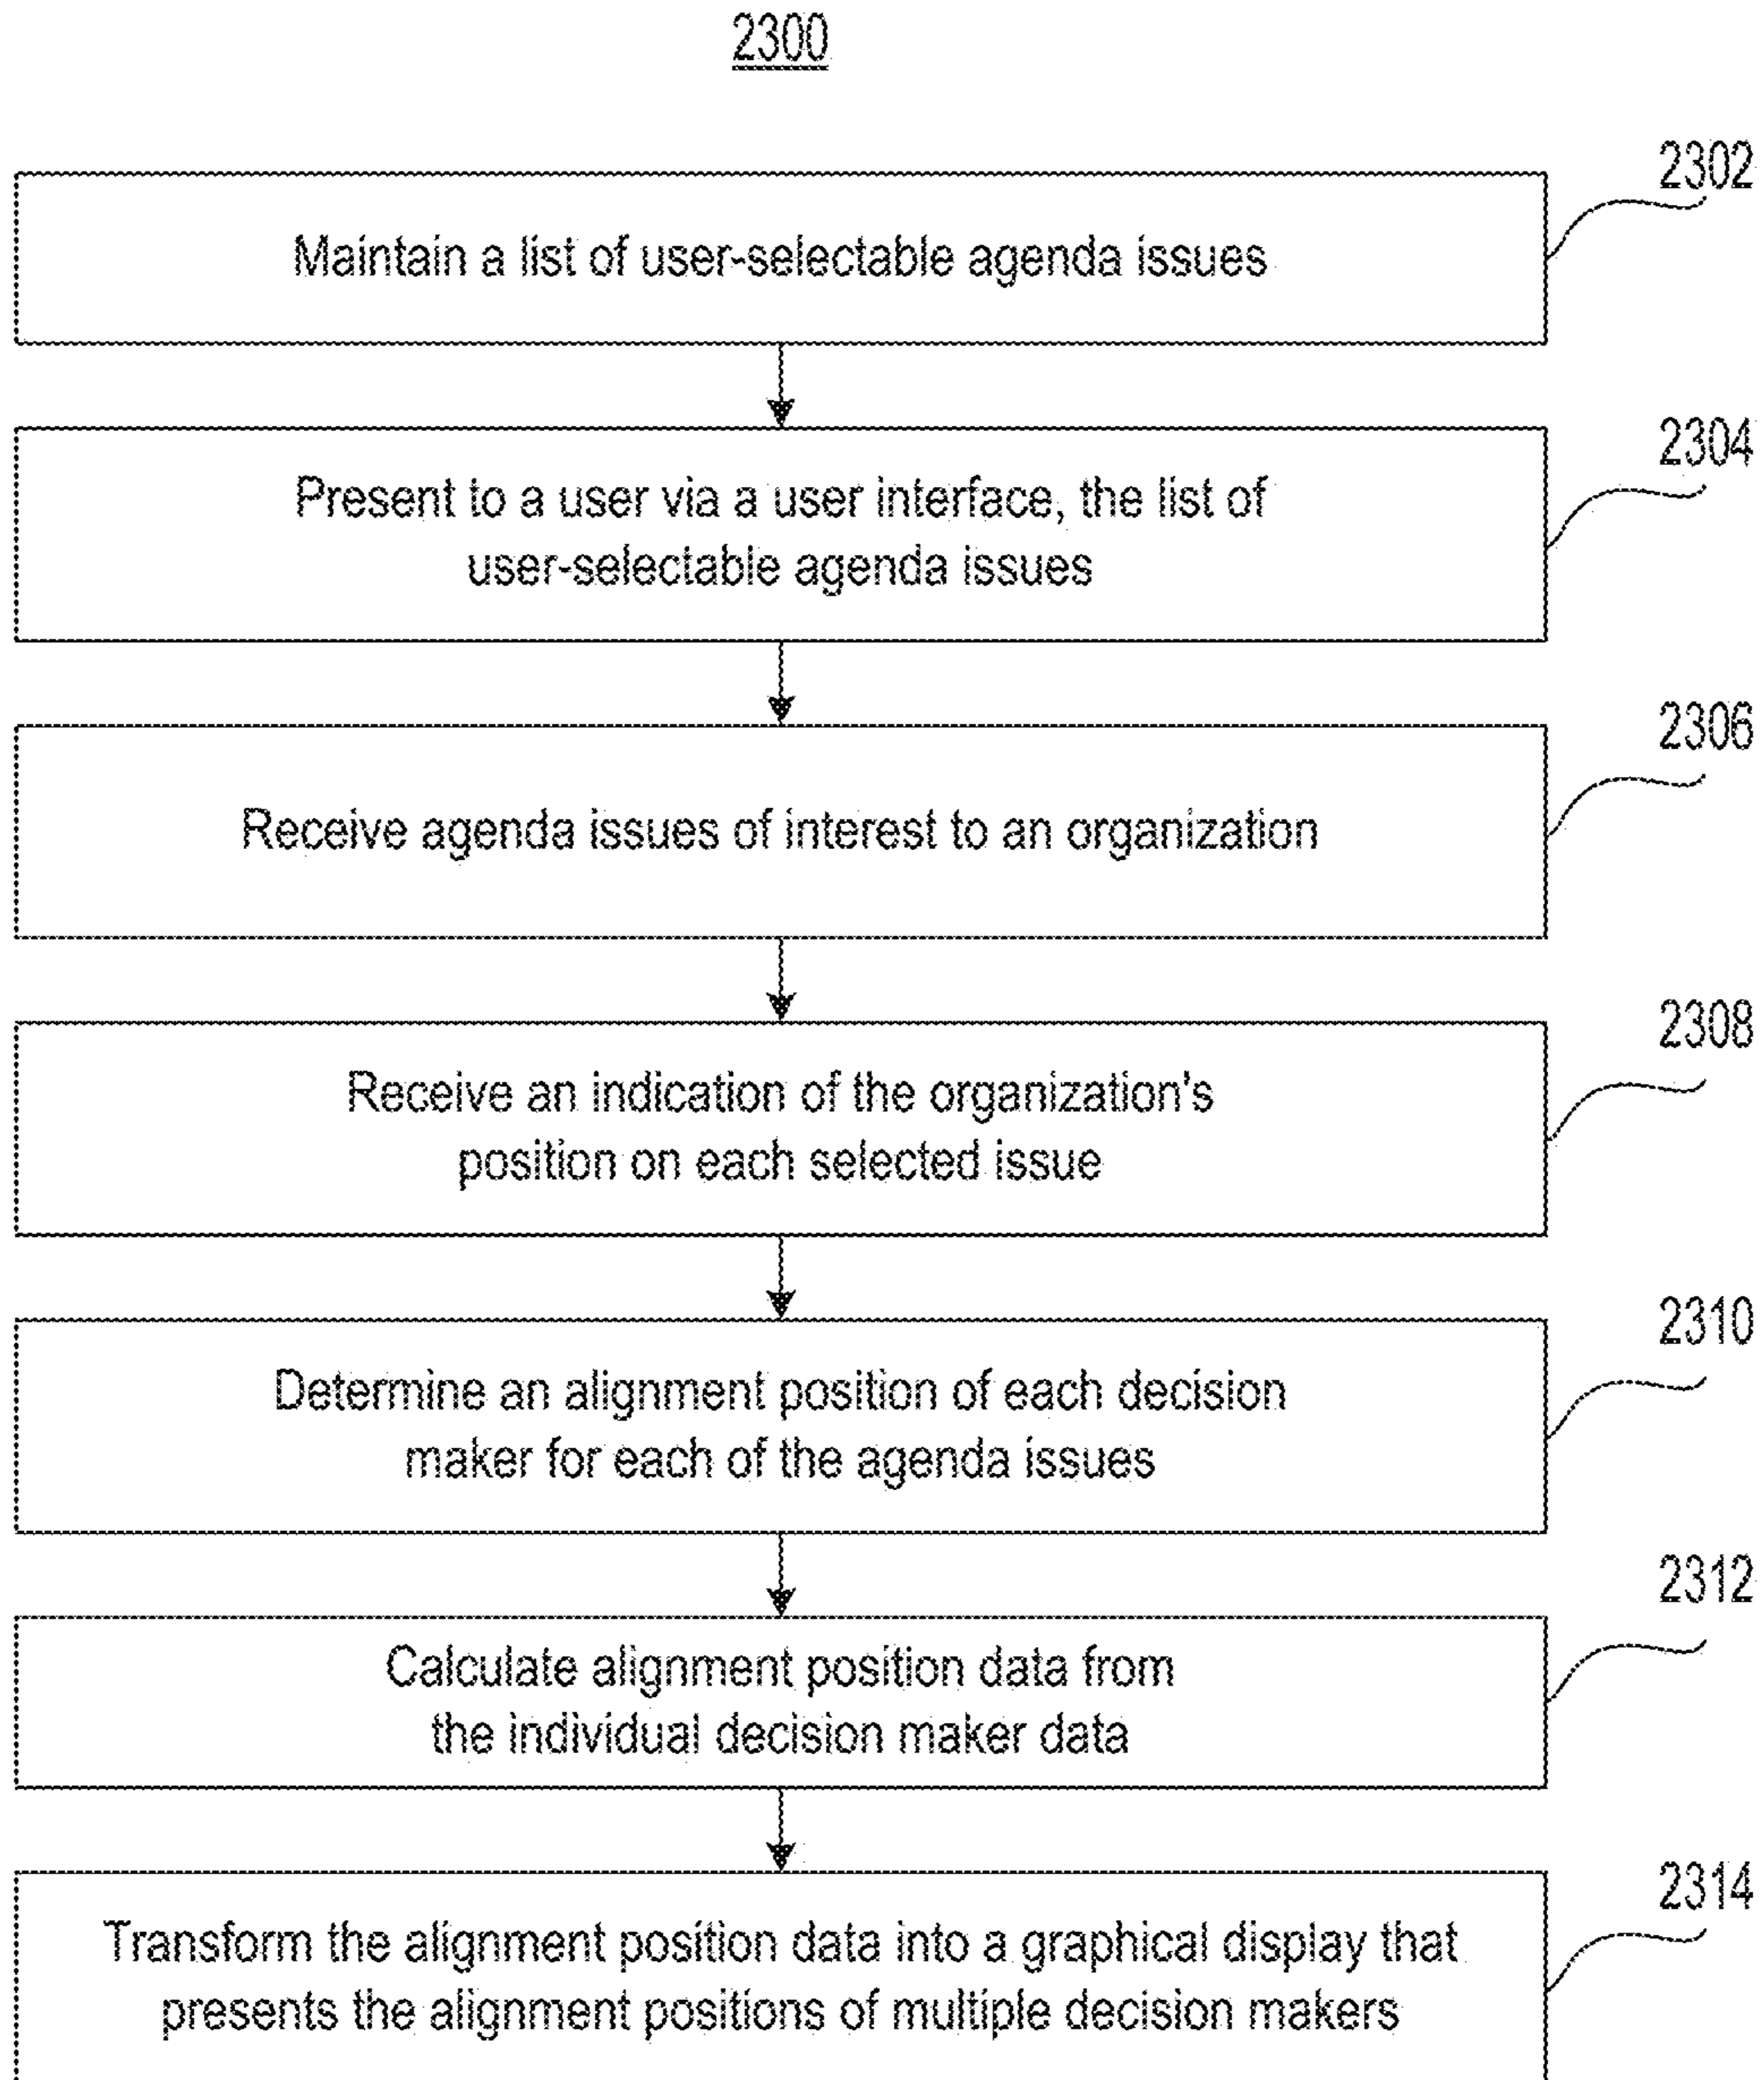 2300
2302
Maintain a list of user-selectable agenda issues
2304
Present to a user via a user interface, the list of
user-selectable agenda issues
2306
Receive agenda issues of interest to an organization
2308
Receive an indication of the organization's
position on each selected issue
2310
Determine an alignment position of each decision
maker for each of the agenda issues
2312
Calculate alignment position data from
the individual decision maker data
2314
Transform the alignment position data into a graphical display that
presents the alignment positions of multiple decision makers